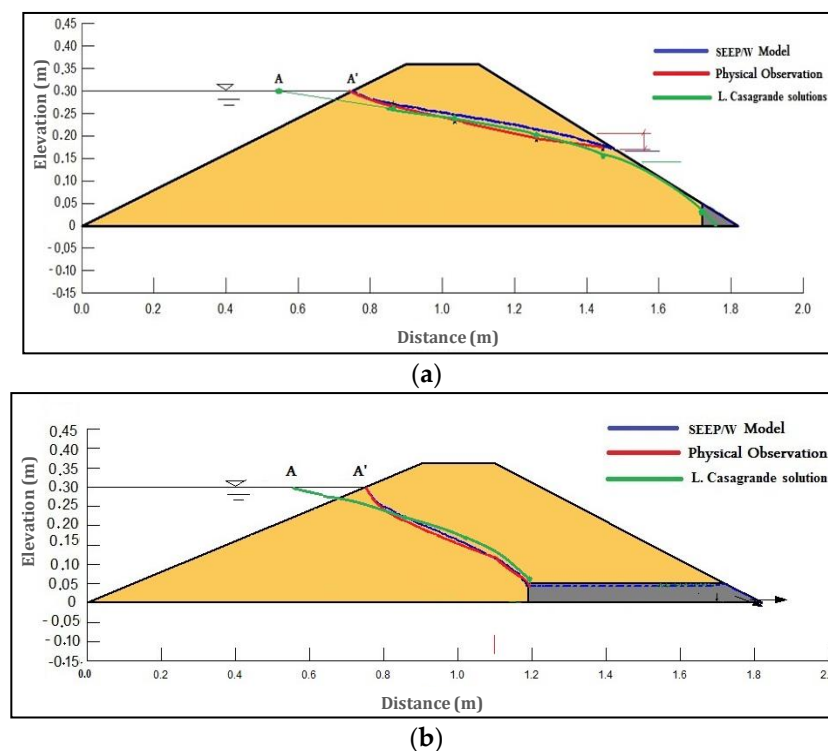 0.45
0.40
0.35
0.30
0.25
0.20
0.15
0.10
0.05
0
- 0,05
- 0.10
-0.15
Elevation (m)
A
A'
SEEP/W Model
Physical Observation
L. Casagrande solutions
0.0
0.2
0.4
0.6
0.8
1.0
1.2
1.4
1.6
1.8
2.0
Distance (m)
(a)
0.45
0.40
0.35
0.30
0.25
0.20
0.15
0.10
0.05
0
-0,05
- 0.10
-0.15
Elevation (m)
A
A'
SEEP/W Model
Physical Observation
L. Casagrande solutions
0.0
0.2
0.4
0.6
0.8
1.0
1.2
1.4
1.6
1.8
Distance (m)
(b)